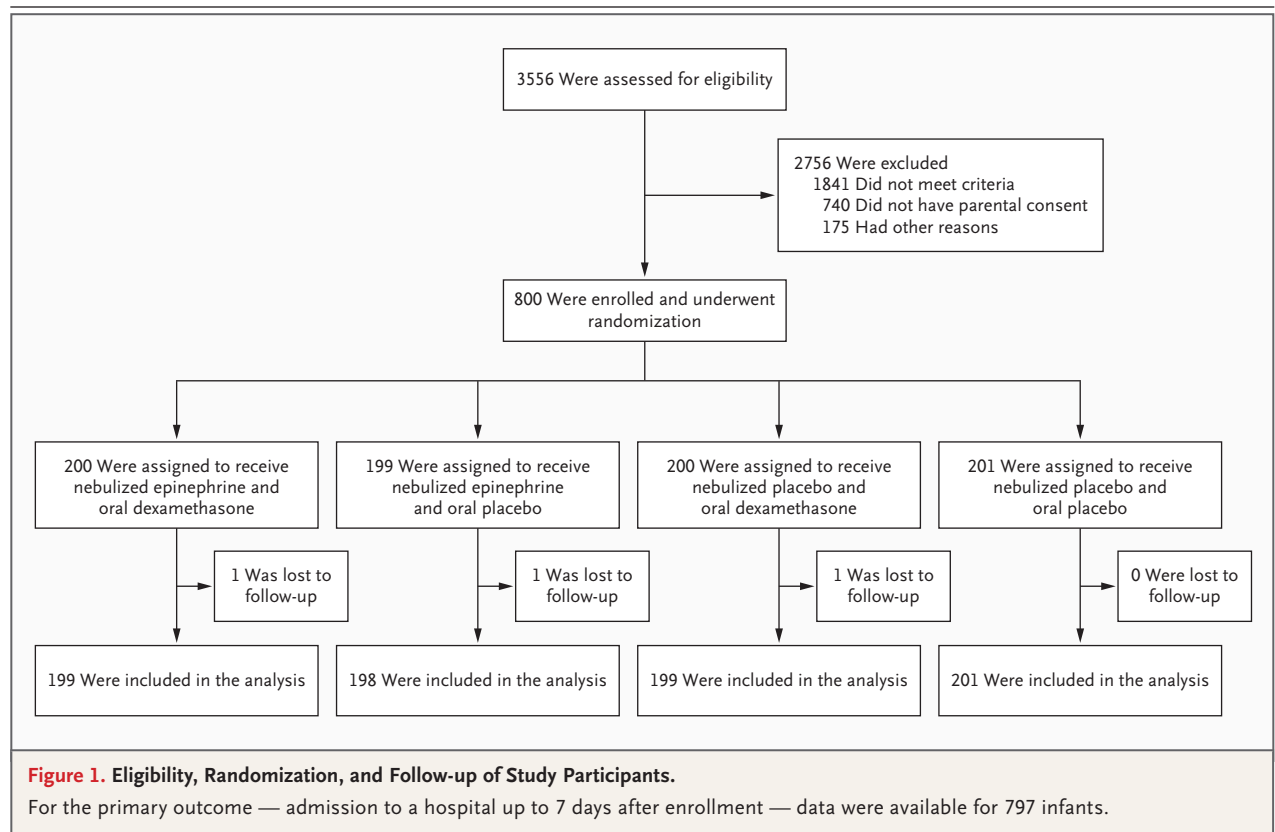 3556 Were assessed for eligibility
2756 Were excluded
1841 Did not meet criteria
740 Did not have parental consent
175 Had other reasons
800 Were enrolled and underwent
randomization
200 Were assigned to receive
nebulized epinephrine and
oral dexamethasone
199 Were assigned to receive
nebulized epinephrine
and oral placebo
200 Were assigned to receive
nebulized placebo and
oral dexamethasone
201 Were assigned to receive
nebulized placebo and
oral placebo
1 Was lost to
follow-up
1 Was lost to
follow-up
1 Was lost to
follow-up
0 Were lost to
follow-up
199 Were included in the analysis
198 Were included in the analysis
199 Were included in the analysis
201 Were included in the analysis
Figure 1. Eligibility, Randomization, and Follow-up of Study Participants.
For the primary outcome — admission to a hospital up to 7 days after enrollment — data were available for 797 infants.